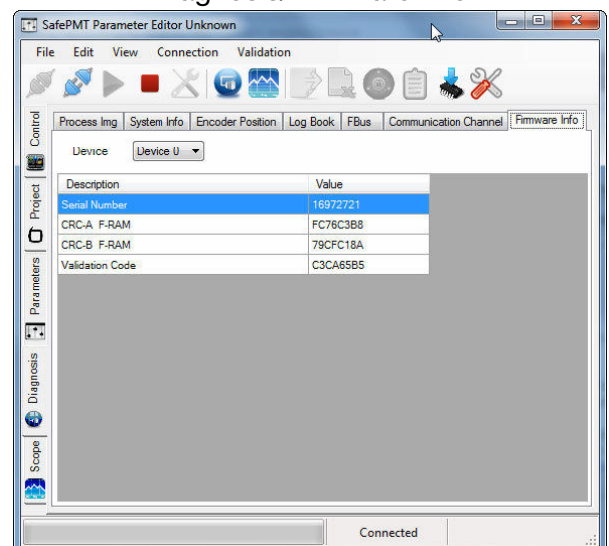 SafePMT Parameter Editor Unknown
File Edit View Connection Validation
Control
Project
Parameters
Diagnosis
Scope
Process Img System Info Encoder Position Log Book FBus Communication Channel Firmware Info
Device Device 0
Description Value
Serial Number 16972721
CRC-A F-RAM FC76C3B8
CRC-B F-RAM 79CFC18A
Validation Code C3CA65B5
Connected